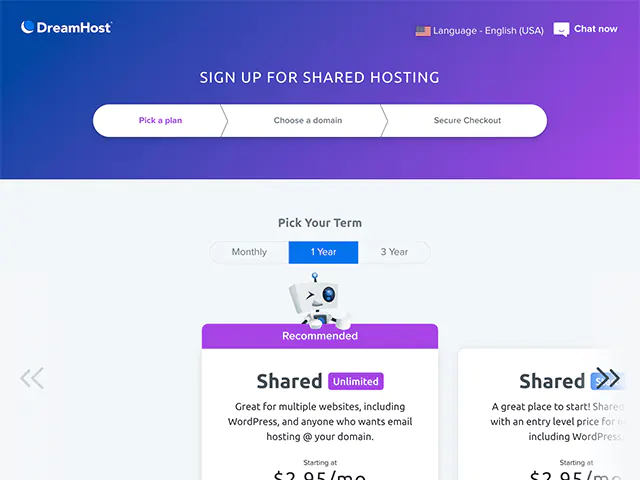 DreamHost
Language - English (USA)
Chat now
SIGN UP FOR SHARED HOSTING
Pick a plan
Choose a domain
Secure Checkout
Pick Your Term
Monthly
1 Year
3 Year
Recommended
Shared Unlimited
Great for multiple websites, including
WordPress, and anyone who wants email
hosting @ your domain.
Starting at
$2.95/mo
Shared
A great place to start! Shared
with an entry level price for
including WordPress.
Starting at
$2.95/mo